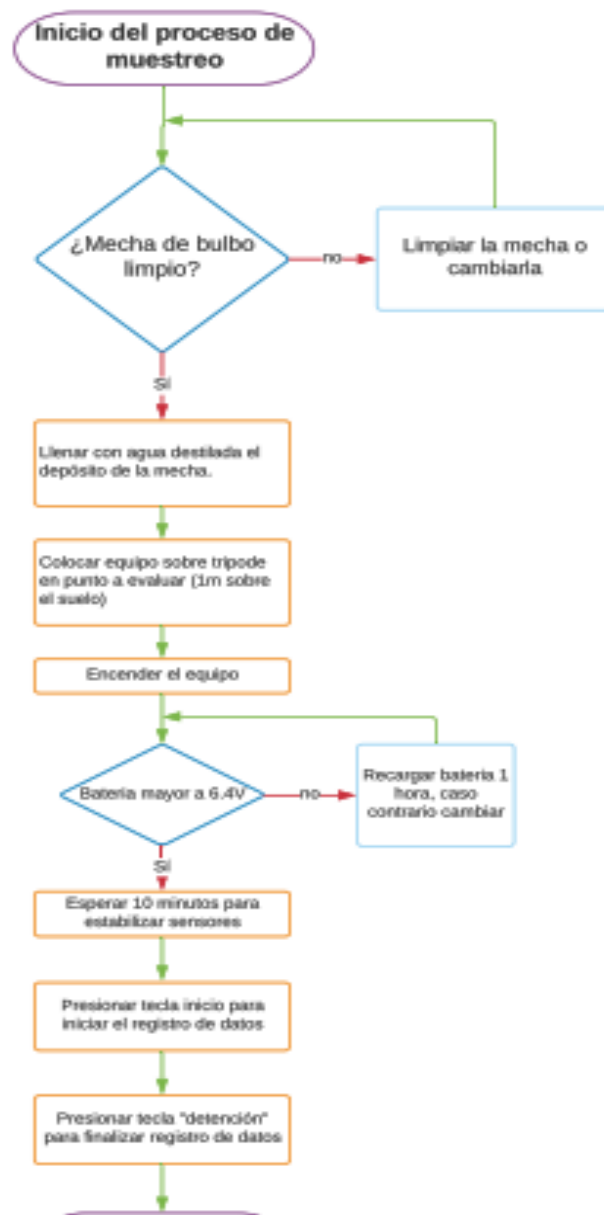 Inicio del proceso de
muestreo
¿Mecha de bulbo
limpio?
no
Limpiar la mecha o
cambiarla
SI
Llenar con agua destilada el
depósito de la mecha.
Colocar equipo sobre trípode
en punto a evaluar (1m sobre
el suelo)
Encender el equipo
Batería mayor a 6.4V
no
Recargar batería 1
hora, caso
contrario cambiar
SI
Esperar 10 minutos para
estabilizar sensores
Presionar tecla inicio para
iniciar el registro de datos
Presionar tecla "detención"
para finalizar registro de datos